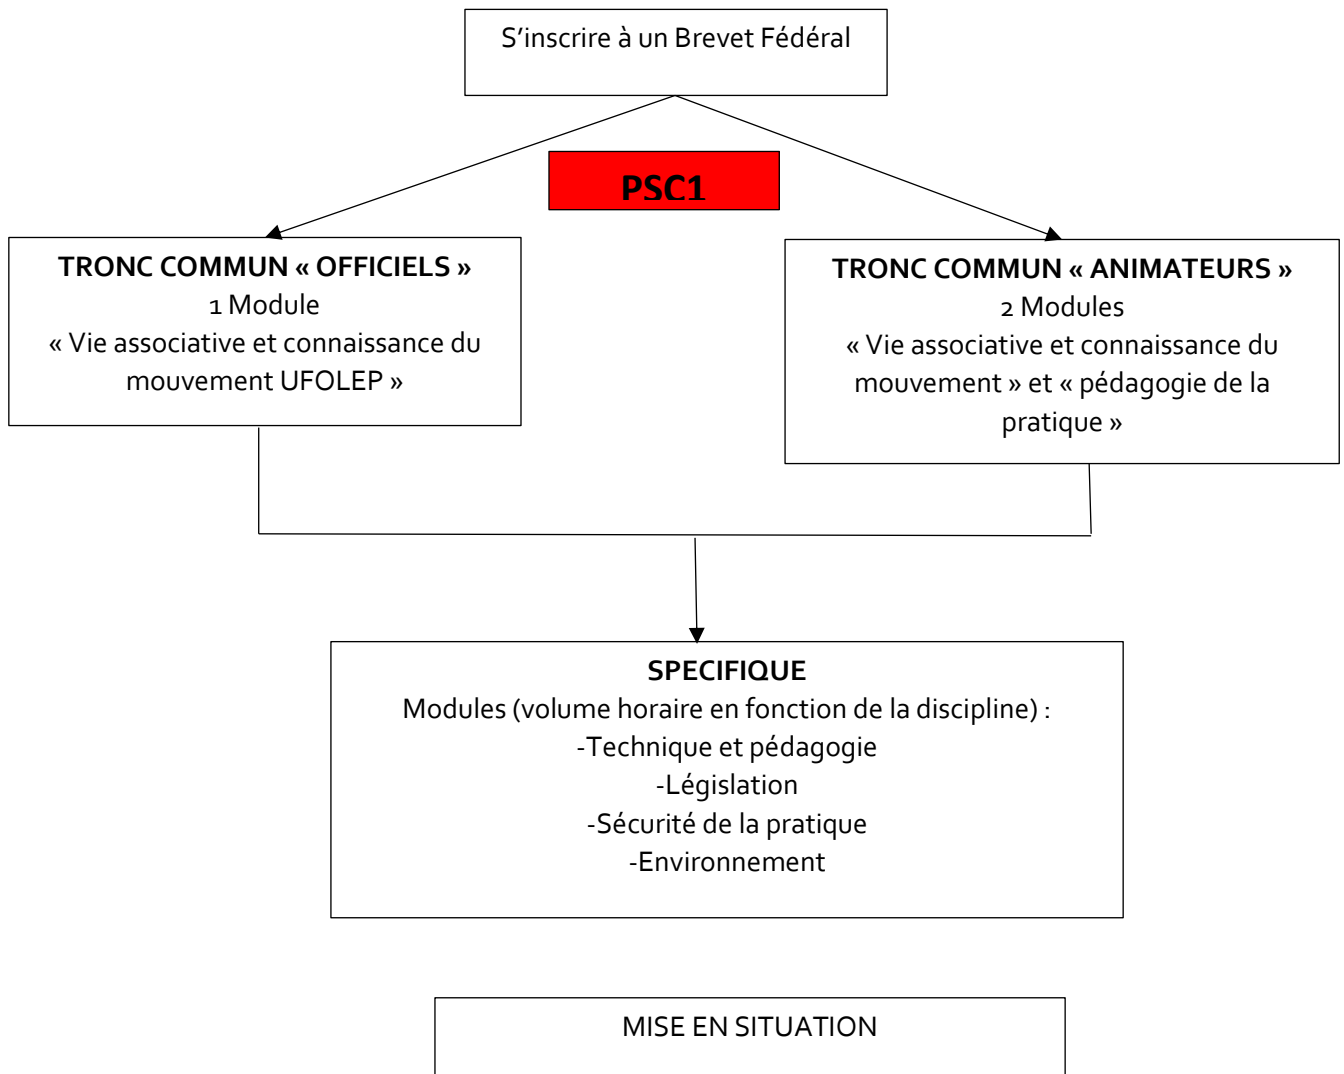 S'inscrire à un Brevet Fédéral
PSC1
TRONC COMMUN « OFFICIELS »
1 Module
« Vie associative et connaissance du
mouvement UFOLEP »
TRONC COMMUN « ANIMATEURS »
2 Modules
« Vie associative et connaissance du
mouvement » et « pédagogie de la
pratique »
SPECIFIQUE
Modules (volume horaire en fonction de la discipline) :
-Technique et pédagogie
-Législation
-Sécurité de la pratique
-Environnement
MISE EN SITUATION